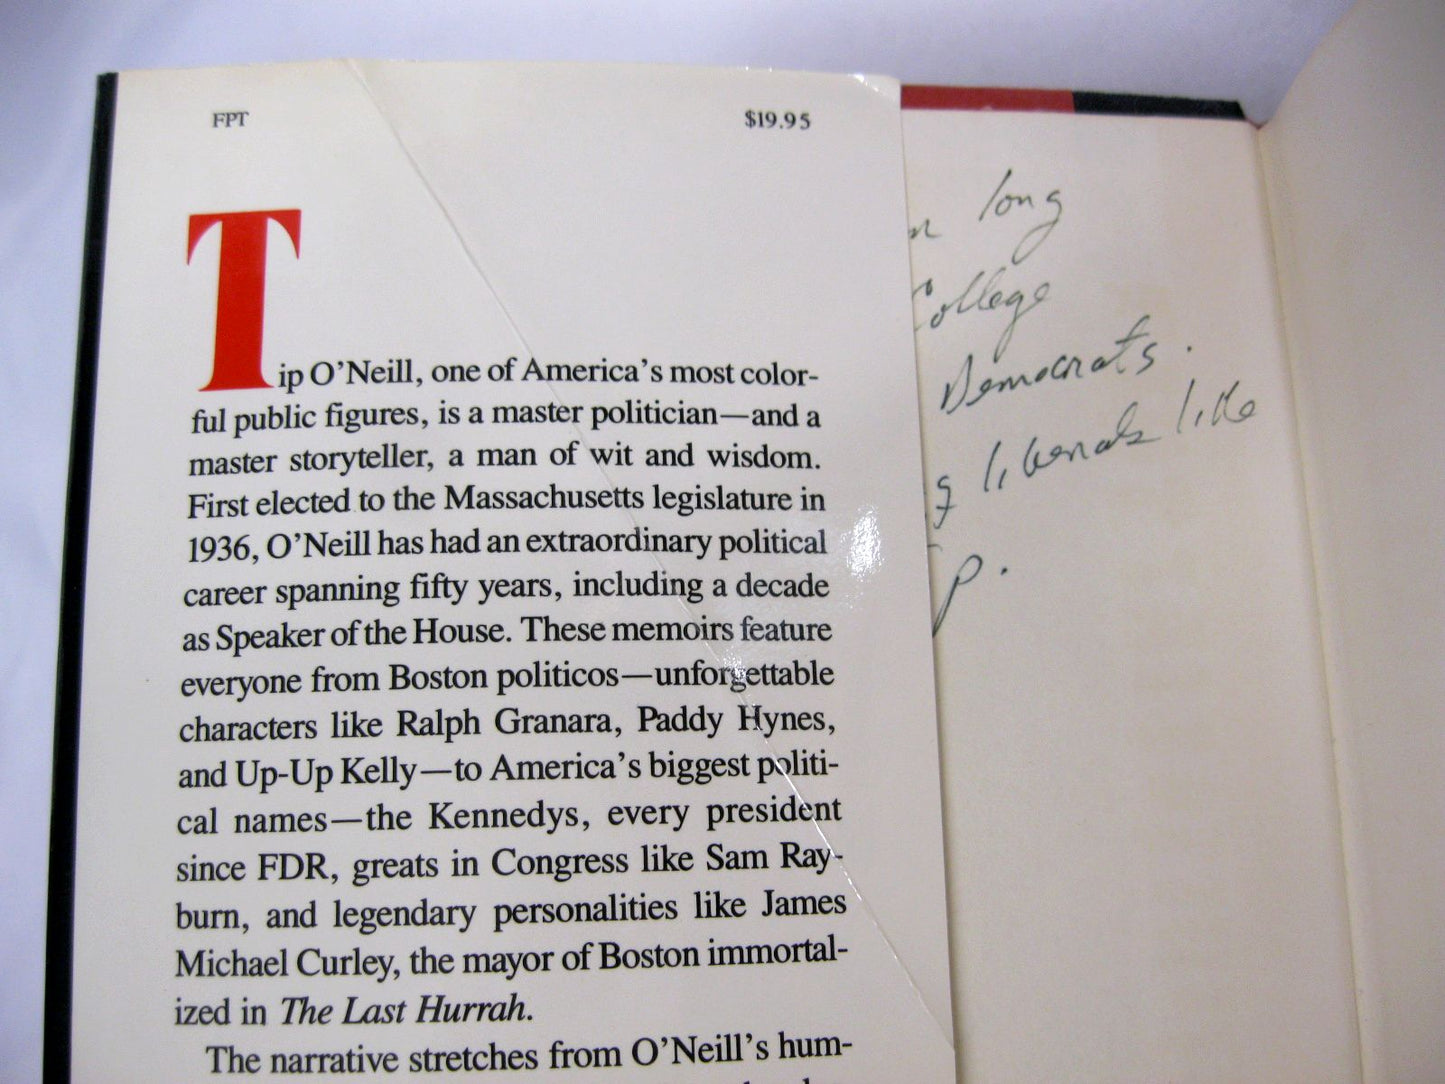 FPT $19.95
Tip O'Neill, one of America's most color-
ful public figures, is a master politician—and a
master storyteller, a man of wit and wisdom.
First elected to the Massachusetts legislature in
1936, O'Neill has had an extraordinary political
career spanning fifty years, including a decade
as Speaker of the House. These memoirs feature
everyone from Boston politicos—unforgettable
characters like Ralph Granara, Paddy Hynes,
and Up-Up Kelly—to America's biggest politi-
cal names—the Kennedys, every president
since FDR, greats in Congress like Sam Ray-
burn, and legendary personalities like James
Michael Curley, the mayor of Boston immortal-
ized in The Last Hurrah.
The narrative stretches from O'Neill's hum-
long
College
Democrats.
liberals like
p.